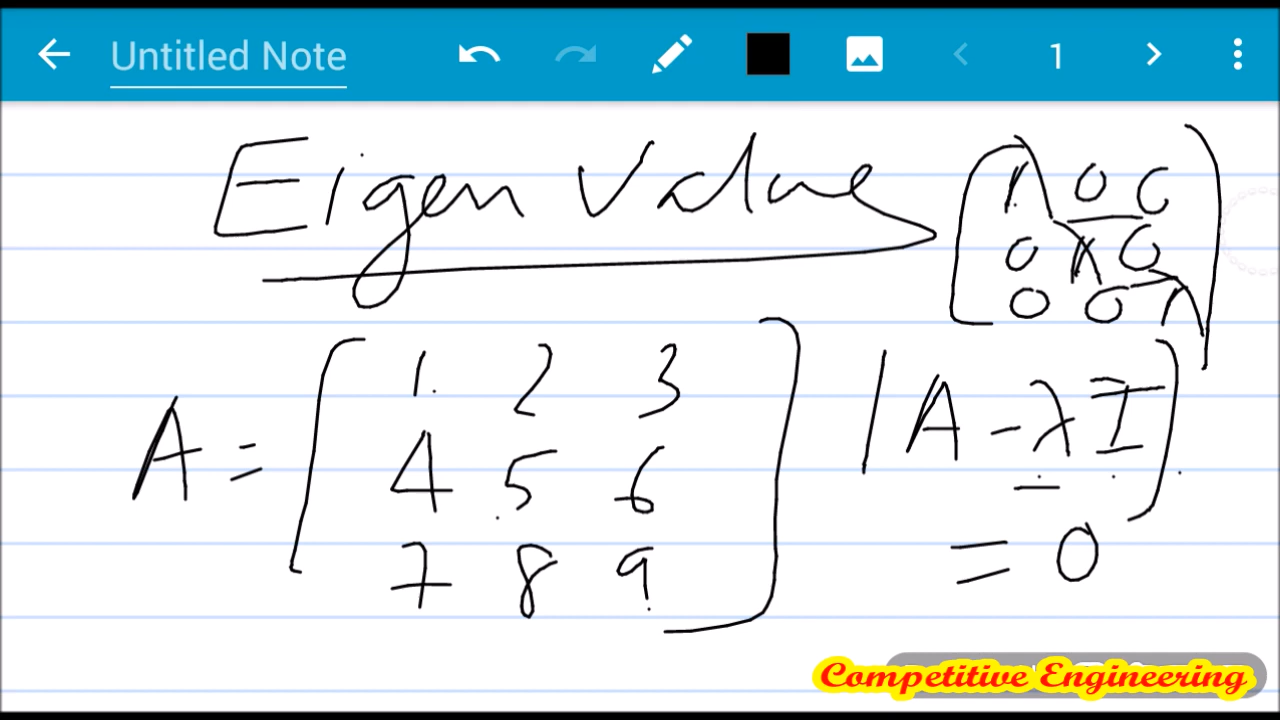 Untitled Note 1
Eigen Value
λ 0 0
0 λ 0
0 0 λ
A = [ 1 2 3
4 5 6
7 8 9 ]
|A - λI|
= 0
Competitive Engineering